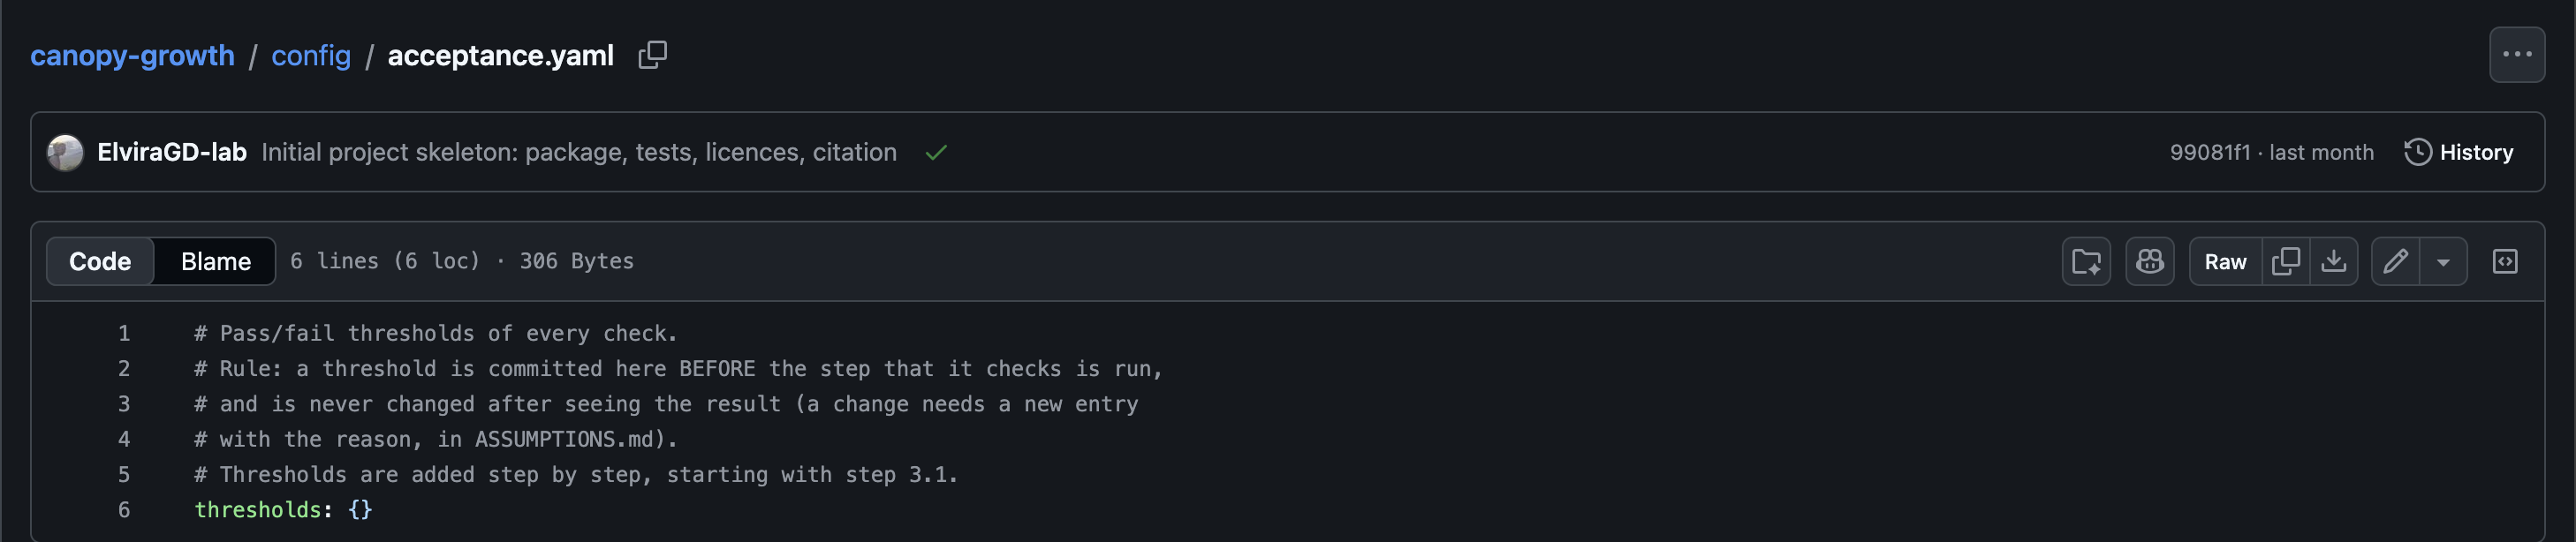 canopy-growth / config / acceptance.yaml
ElviraGD-lab Initial project skeleton: package, tests, licences, citation 99081f1 · last month History
Code Blame 6 lines (6 loc) · 306 Bytes Raw
1 # Pass/fail thresholds of every check.
2 # Rule: a threshold is committed here BEFORE the step that it checks is run,
3 # and is never changed after seeing the result (a change needs a new entry
4 # with the reason, in ASSUMPTIONS.md).
5 # Thresholds are added step by step, starting with step 3.1.
6 thresholds: {}